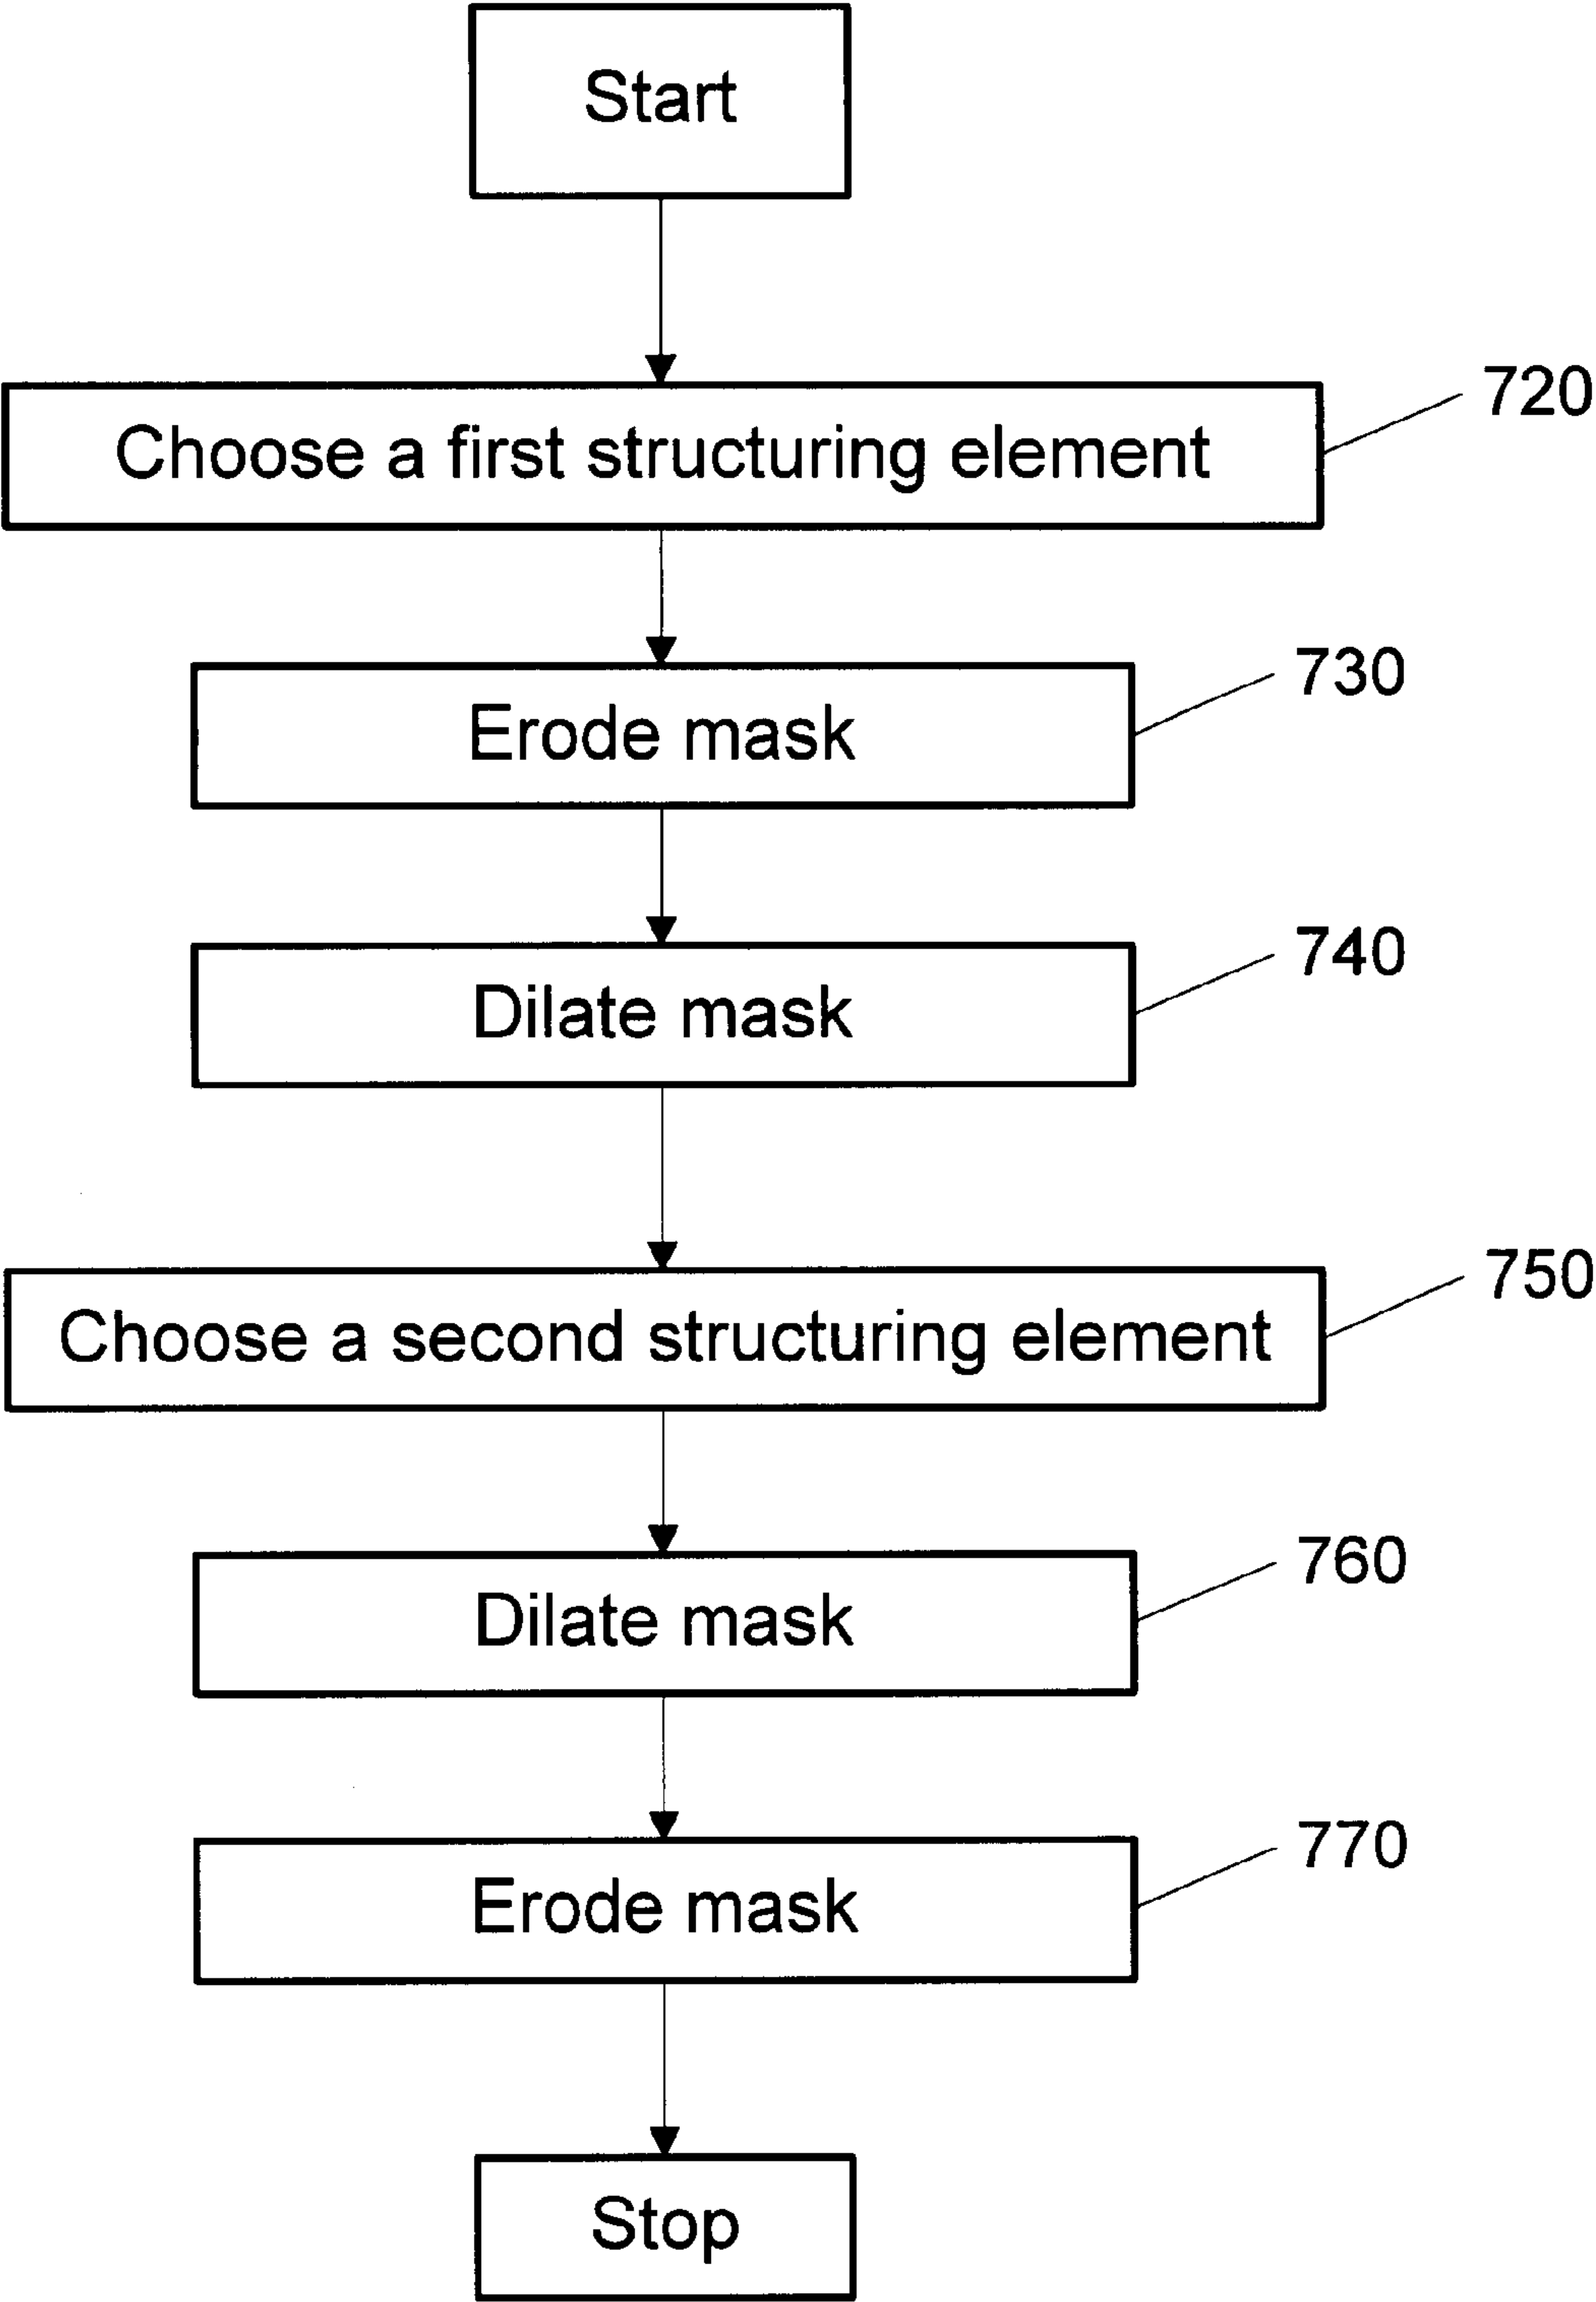 Start
720
Choose a first structuring element
730
Erode mask
740
Dilate mask
750
Choose a second structuring element
760
Dilate mask
770
Erode mask
Stop